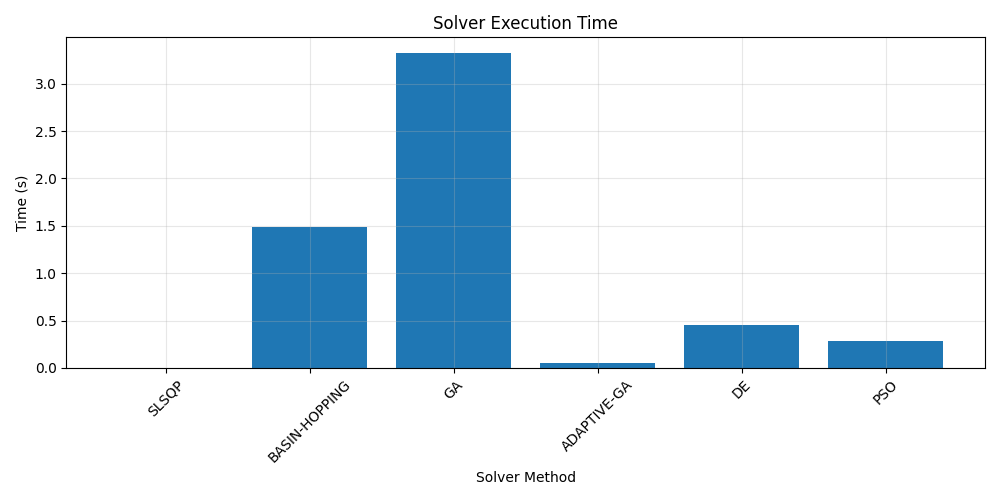 Solver Execution Time
Time (s)
3.0
2.5
2.0
1.5
1.0
0.5
0.0
SLSQP
BASIN-HOPPING
GA
ADAPTIVE-GA
DE
PSO
Solver Method